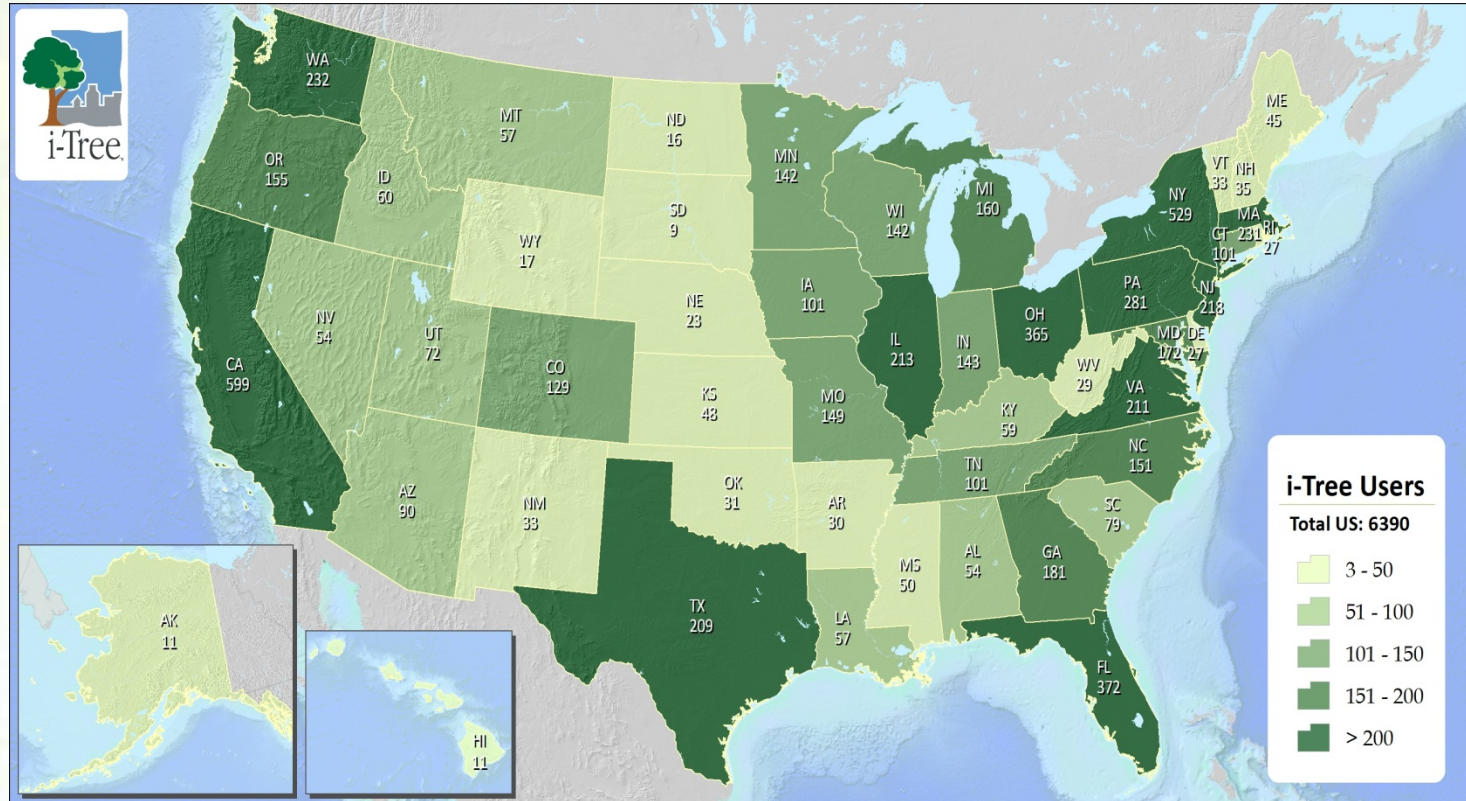 i-Tree
WA
232
OR
155
CA
599
ID
60
NV
54
MT
57
WY
17
UT
72
AZ
90
CO
129
NM
33
ND
16
SD
9
NE
23
KS
48
OK
31
TX
209
MN
142
IA
101
MO
149
AR
30
LA
57
WI
142
IL
213
MI
160
IN
143
OH
365
KY
59
TN
101
MS
50
AL
54
GA
181
FL
372
SC
79
NC
151
VA
211
WV
29
MD
172
DE
27
PA
281
NJ
218
NY
529
CT
101
RI
27
MA
231
VT
33
NH
35
ME
45
AK
11
HI
11
i-Tree Users
Total US: 6390
3 - 50
51 - 100
101 - 150
151 - 200
> 200